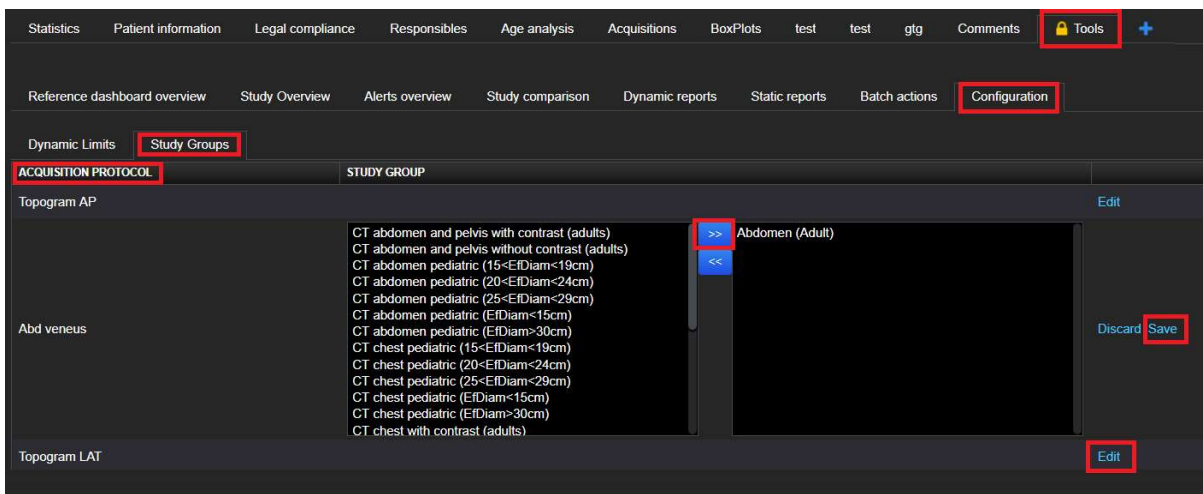 Statistics Patient information Legal compliance Responsibles Age analysis Acquisitions BoxPlots test test gtg Comments Tools
Reference dashboard overview Study Overview Alerts overview Study comparison Dynamic reports Static reports Batch actions Configuration
Dynamic Limits Study Groups
ACQUISITION PROTOCOL STUDY GROUP
Topogram AP Edit
CT abdomen and pelvis with contrast (adults) >> Abdomen (Adult)
CT abdomen and pelvis without contrast (adults)
CT abdomen pediatric (15<EfDiam<19cm) <<
CT abdomen pediatric (20<EfDiam<24cm)
CT abdomen pediatric (25<EfDiam<29cm)
CT abdomen pediatric (EfDiam<15cm)
Abd veneus CT abdomen pediatric (EfDiam>30cm) Discard Save
CT chest pediatric (15<EfDiam<19cm)
CT chest pediatric (20<EfDiam<24cm)
CT chest pediatric (25<EfDiam<29cm)
CT chest pediatric (EfDiam<15cm)
CT chest pediatric (EfDiam>30cm)
CT chest with contrast (adults)
Topogram LAT Edit